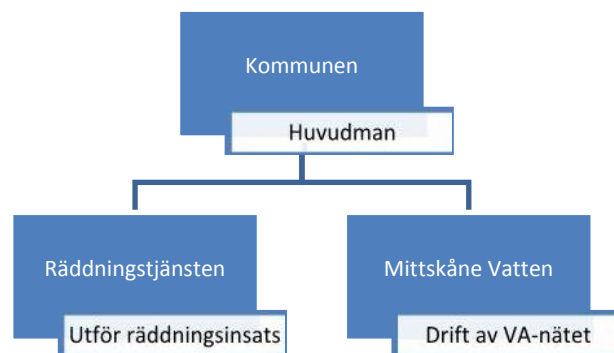 Kommunen
Huvudman
Räddningstjänsten
Utför räddningsinsats
Mittskåne Vatten
Drift av VA-nätet